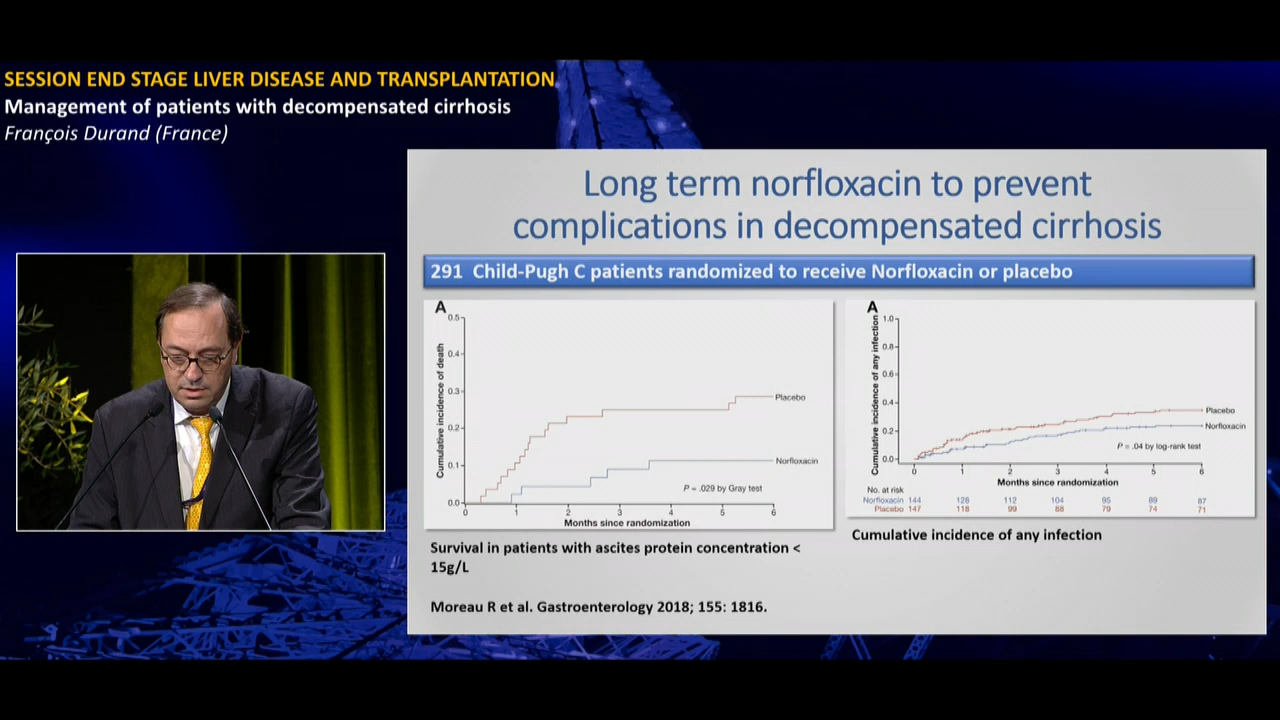 SESSION END STAGE LIVER DISEASE AND TRANSPLANTATION
Management of patients with decompensated cirrhosis
François Durand (France)
Long term norfloxacin to prevent
complications in decompensated cirrhosis
291 Child-Pugh C patients randomized to receive Norfloxacin or placebo
A
Cumulative incidence of death
0.5
0.4
0.3
0.2
0.1
0.0
Placebo
Norfloxacin
P = .029 by Gray test
0 1 2 3 4 5 6
Months since randomization
Survival in patients with ascites protein concentration <
15g/L
Moreau R et al. Gastroenterology 2018; 155: 1816.
A
Cumulative incidence of any infection
1.0
0.8
0.6
0.4
0.2
0.0
Placebo
Norfloxacin
P = .04 by log-rank test
0 1 2 3 4 5 6
Months since randomization
No. at risk
Norfloxacin 144 128 112 104 95 89 87
Placebo 147 118 99 88 79 74 71
Cumulative incidence of any infection